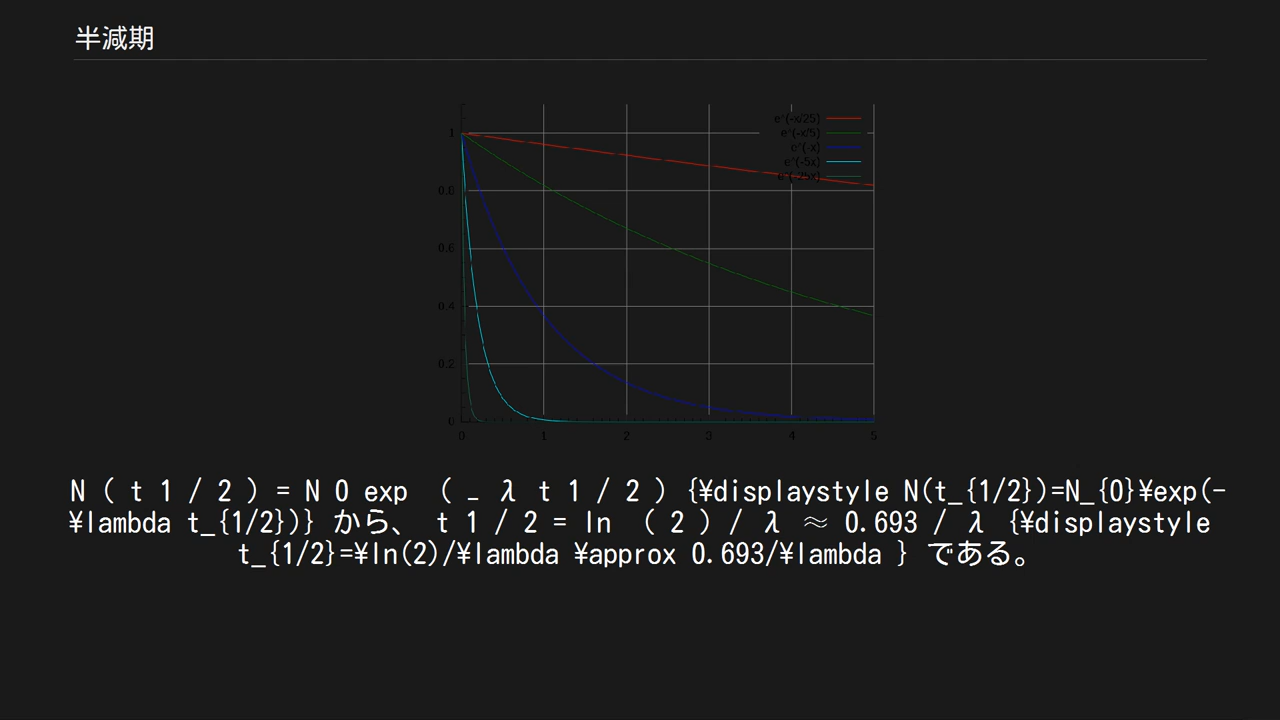 半減期
e^(-x/25)
e^(-x/5)
e^(-x)
e^(-5x)
e^(-25x)
1
0.8
0.6
0.4
0.2
0
0 1 2 3 4 5
N ( t 1 / 2 ) = N 0 exp ( − λ t 1 / 2 ) {¥displaystyle N(t_{1/2})=N_{0}¥exp(-
¥lambda t_{1/2})} から、 t 1 / 2 = ln ( 2 ) / λ ≈ 0.693 / λ {¥displaystyle
t_{1/2}=¥ln(2)/¥lambda ¥approx 0.693/¥lambda } である。